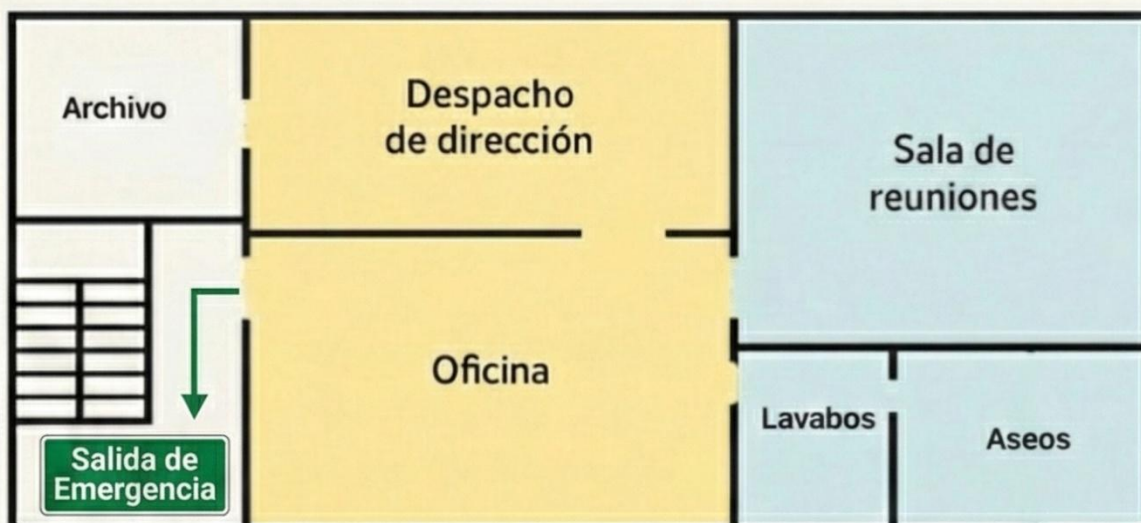 Archivo
Despacho
de dirección
Sala de
reuniones
Oficina
Lavabos
Aseos
Salida de
Emergencia